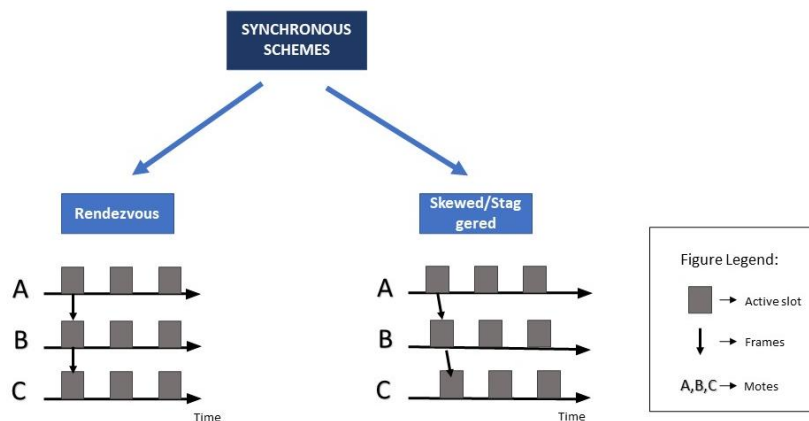 SYNCHRONOUS
SCHEMES
Rendezvous
Skewed/Stag
gered
A
B
C
Time
A
B
C
Time
Figure Legend:
Active slot
Frames
A,B,C
Motes